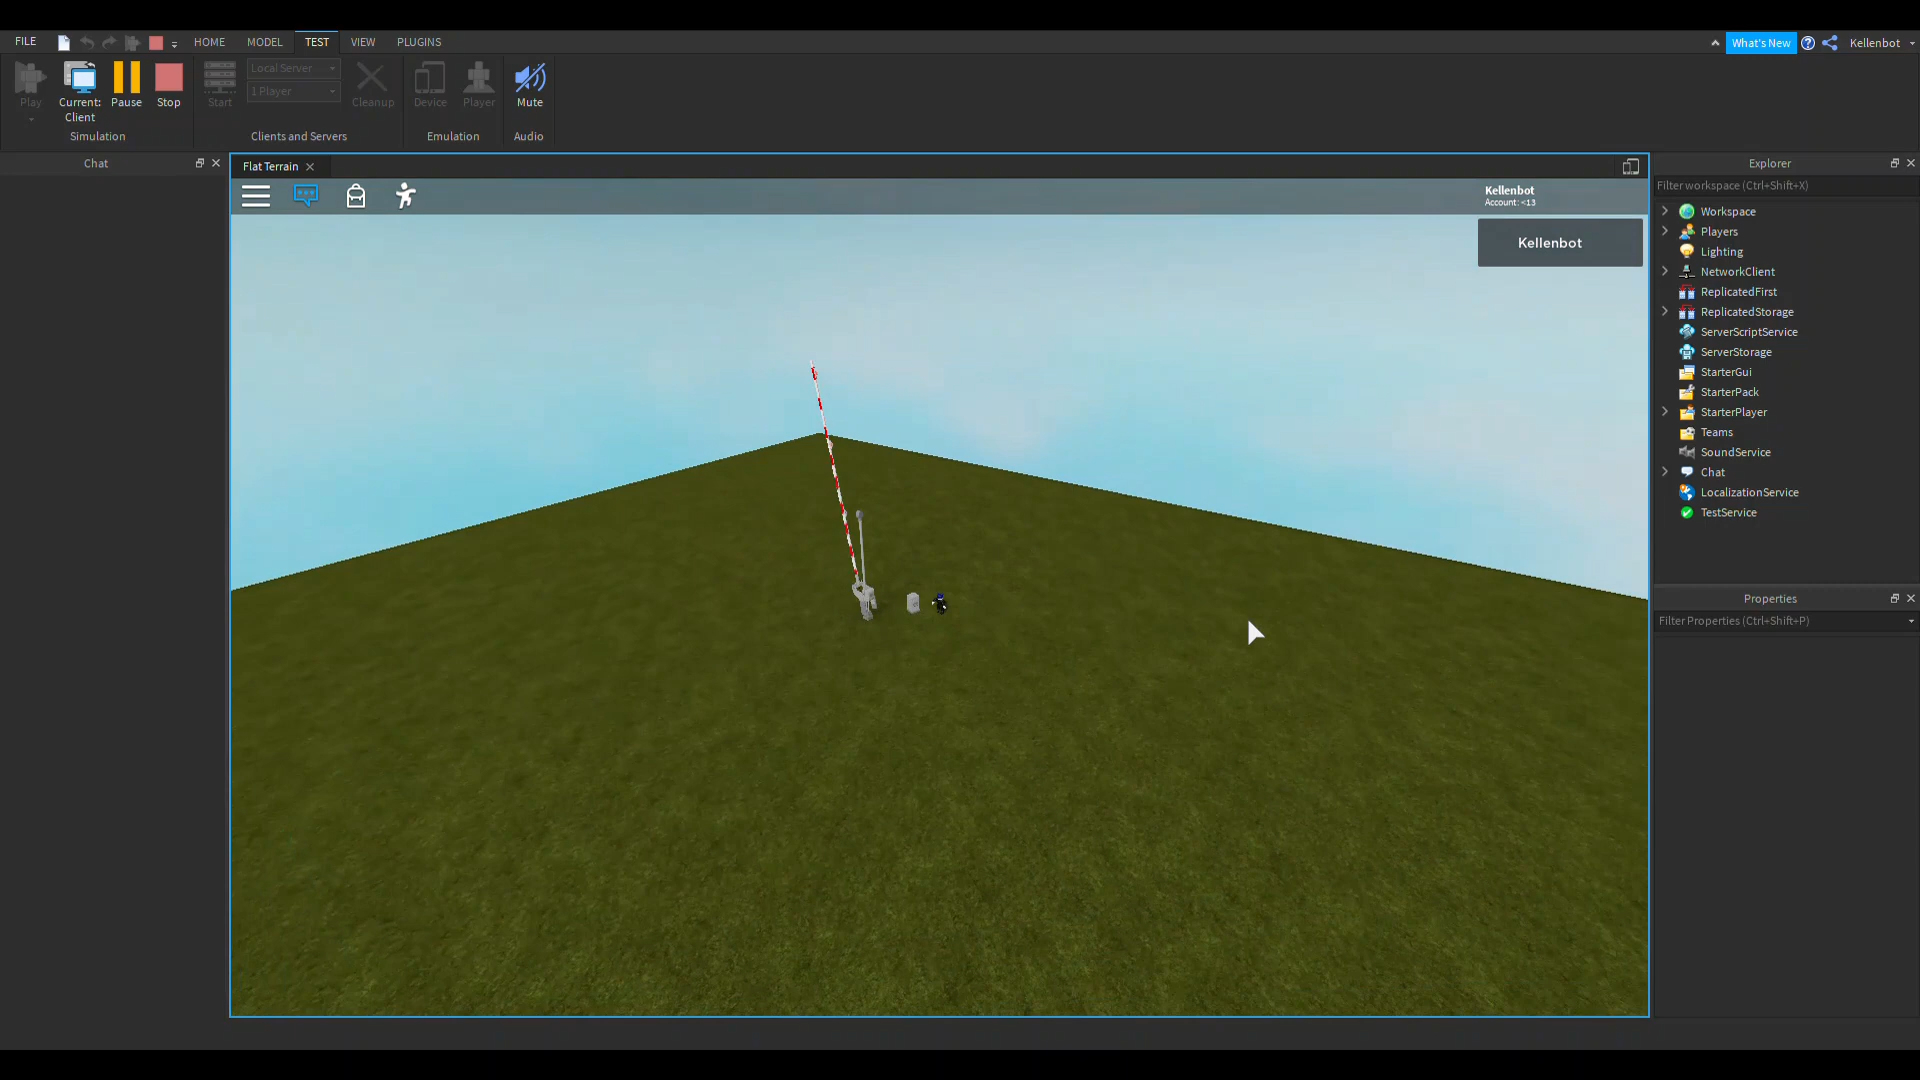 FILE
HOME
MODEL
TEST
VIEW
PLUGINS
What's New
Kellenbot
Play
Current:
Client
Pause
Stop
Simulation
Start
Local Server
1 Player
Cleanup
Clients and Servers
Device
Player
Emulation
Mute
Audio
Chat
Flat Terrain
Kellenbot
Account: <13
Kellenbot
Explorer
Filter workspace (Ctrl+Shift+X)
Workspace
Players
Lighting
NetworkClient
ReplicatedFirst
ReplicatedStorage
ServerScriptService
ServerStorage
StarterGui
StarterPack
StarterPlayer
Teams
SoundService
Chat
LocalizationService
TestService
Properties
Filter Properties (Ctrl+Shift+P)